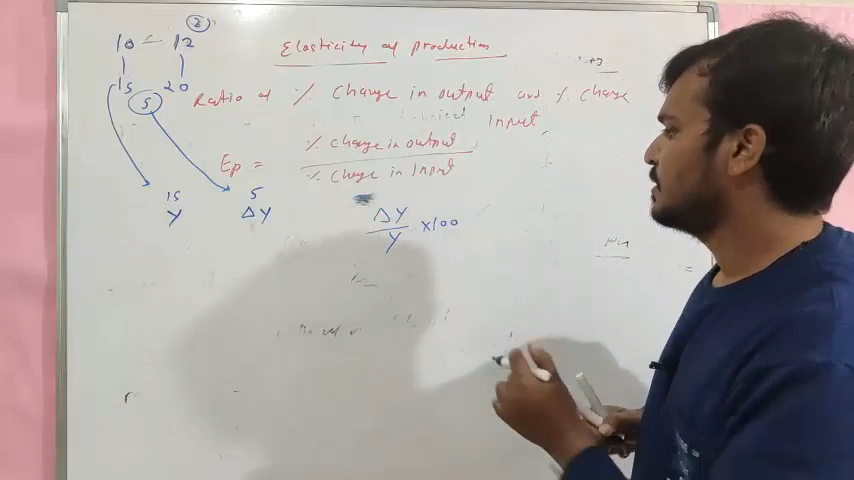 2
10 - 12
Elasticity of production
15 20
5
Ratio of % change in output and % change
Input
Ep = % change in output
% change in Input
15 5
Y ΔY
ΔY
Y ×100